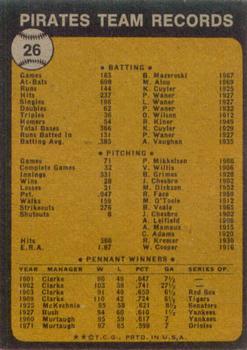 PIRATES TEAM RECORDS
26
BATTING
Games 163 B. Mazeroski 1967
At-Bats 698 M. Alou 1969
Runs 144 K. Cuyler 1925
Hits 237 P. Waner 1927
Singles 198 L. Waner 1927
Doubles 62 P. Waner 1932
Triples 36 O. Wilson 1912
Homers 54 R. Kiner 1949
Total Bases 366 K. Cuyler 1925
Runs Batted In 131 P. Waner 1927
Batting Avg. .385 A. Vaughan 1935
PITCHING
Games 71 P. Mikkelsen 1966
Complete Games 32 V. Willis 1906
Innings 331 B. Grimes 1928
Wins 28 J. Chesbro 1902
Losses 21 M. Dickson 1952
Pct. .947 R. Face 1959
Walks 159 M. O'Toole 1912
Strikeouts 276 B. Veale 1965
Shutouts 8 J. Chesbro 1902
A. Leifield 1906
A. Mamaux 1915
C. Adams 1920
Hits 366 R. Kremer 1930
E.R.A. 1.87 W. Cooper 1916
PENNANT WINNERS
YEAR MANAGER W L PCT GA SERIES OP.
1901 Clarke 90 49 .647 7½
1902 Clarke 103 36 .741 27½
1903 Clarke 91 49 .650 6½ Red Sox
1909 Clarke 110 42 .724 6½ Tigers
1925 McKechnie 95 58 .621 8½ Senators
1927 Bush 94 60 .610 1½ Yankees
1960 Murtaugh 95 59 .617 7 Yankees
1971 Murtaugh 97 65 .599 7 Orioles
★★©T.C.G. PRTD. IN U.S.A.